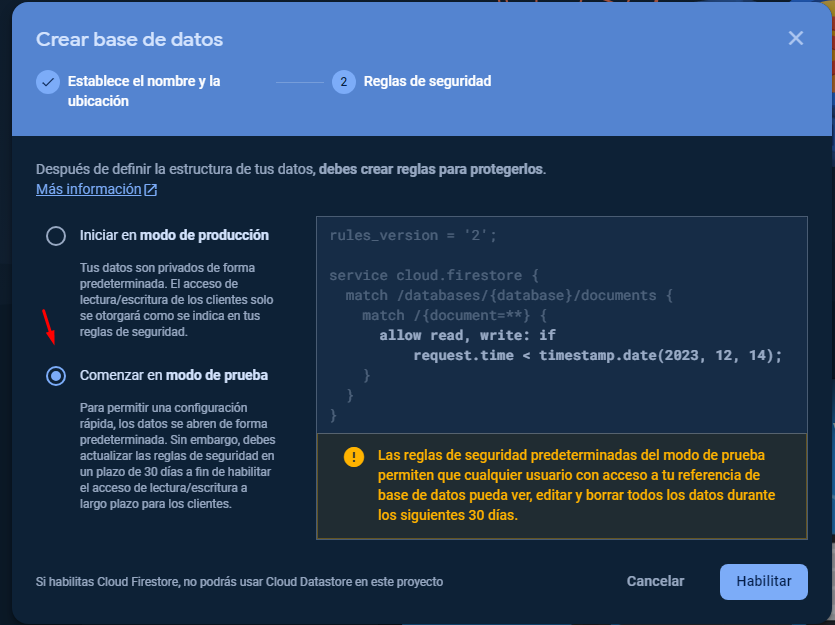 Crear base de datos
Establece el nombre y la
ubicación
2 Reglas de seguridad
Después de definir la estructura de tus datos, debes crear reglas para protegerlos.
Más información
Iniciar en modo de producción
Tus datos son privados de forma
predeterminada. El acceso de
lectura/escritura de los clientes solo
se otorgará como se indica en tus
reglas de seguridad.
Comenzar en modo de prueba
Para permitir una configuración
rápida, los datos se abren de forma
predeterminada. Sin embargo, debes
actualizar las reglas de seguridad en
un plazo de 30 días a fin de habilitar
el acceso de lectura/escritura a
largo plazo para los clientes.
rules_version = '2';
service cloud.firestore {
match /databases/{database}/documents {
match /{document=**} {
allow read, write: if
request.time < timestamp.date(2023, 12, 14);
}
}
}
Las reglas de seguridad predeterminadas del modo de prueba
permiten que cualquier usuario con acceso a tu referencia de
base de datos pueda ver, editar y borrar todos los datos durante
los siguientes 30 días.
Si habilitas Cloud Firestore, no podrás usar Cloud Datastore en este proyecto
Cancelar
Habilitar